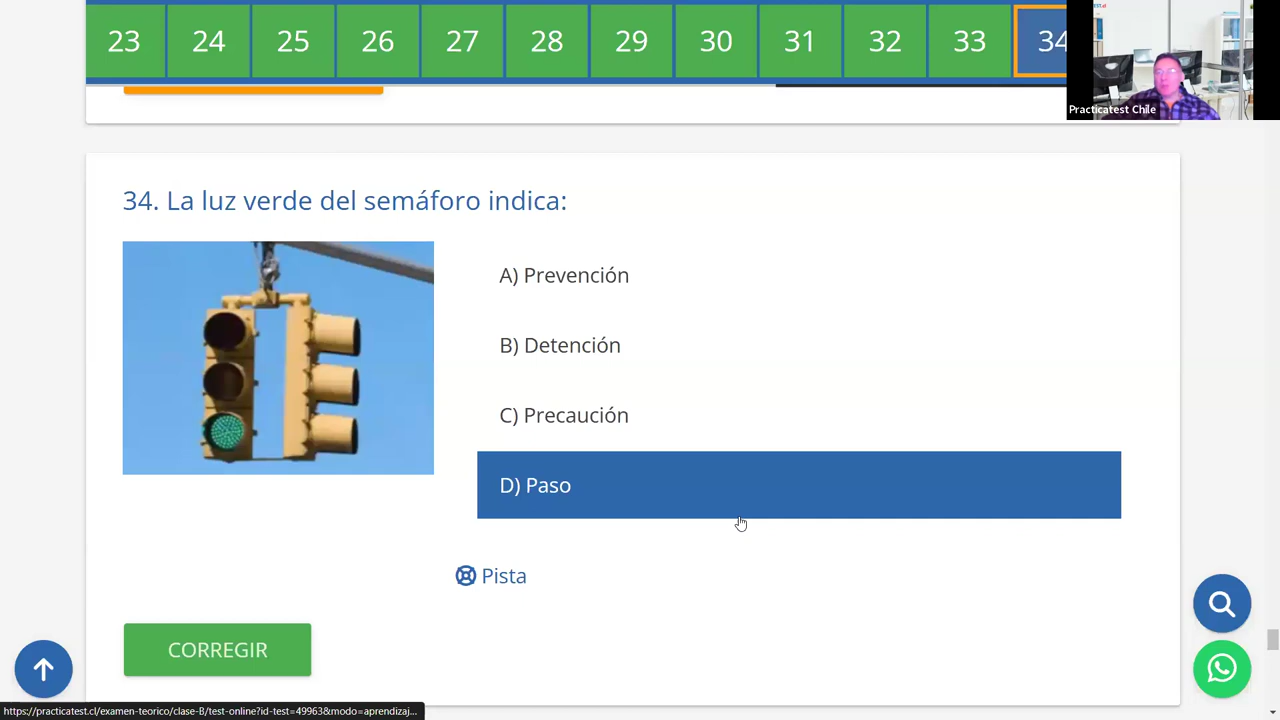 23 24 25 26 27 28 29 30 31 32 33 34
Practicatest Chile
34. La luz verde del semáforo indica:
A) Prevención
B) Detención
C) Precaución
D) Paso
Pista
CORREGIR
https://practicatest.cl/examen-teorico/clase-B/test-online?id-test=49963&modo=aprendizaj...